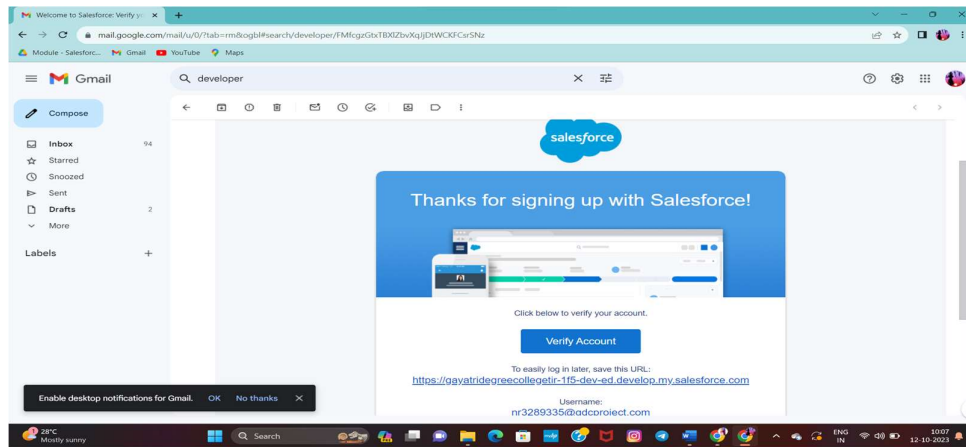 Welcome to Salesforce: Verify yo
mail.google.com/mail/u/0/?tab=rm&ogbl#search/developer/FMfcgzGtxTBXlZbvXqJjDtWCKFCsrSNz
Module - Salesforc...
Gmail
YouTube
Maps
Gmail
developer
Compose
Inbox 94
Starred
Snoozed
Sent
Drafts 2
More
Labels
salesforce
Thanks for signing up with Salesforce!
Click below to verify your account.
Verify Account
To easily log in later, save this URL:
https://gayatridegreecollegetir-1f5-dev-ed.develop.my.salesforce.com
Username:
nr3289335@adcproject.com
Enable desktop notifications for Gmail. OK No thanks
28°C
Mostly sunny
Search
ENG
IN
10:07
12-10-2023